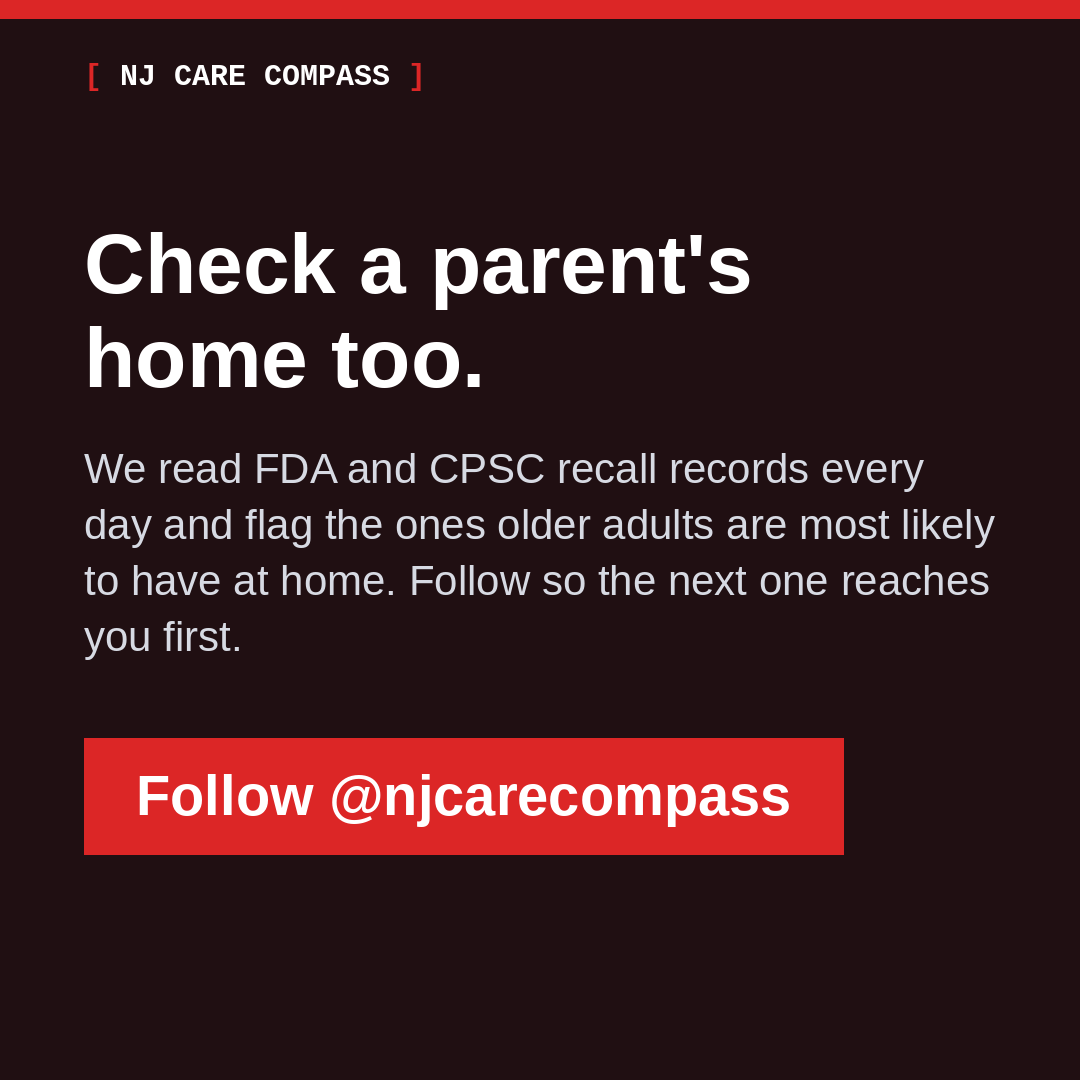 [ NJ CARE COMPASS ]
Check a parent's
home too.
We read FDA and CPSC recall records every
day and flag the ones older adults are most likely
to have at home. Follow so the next one reaches
you first.
Follow @njcarecompass